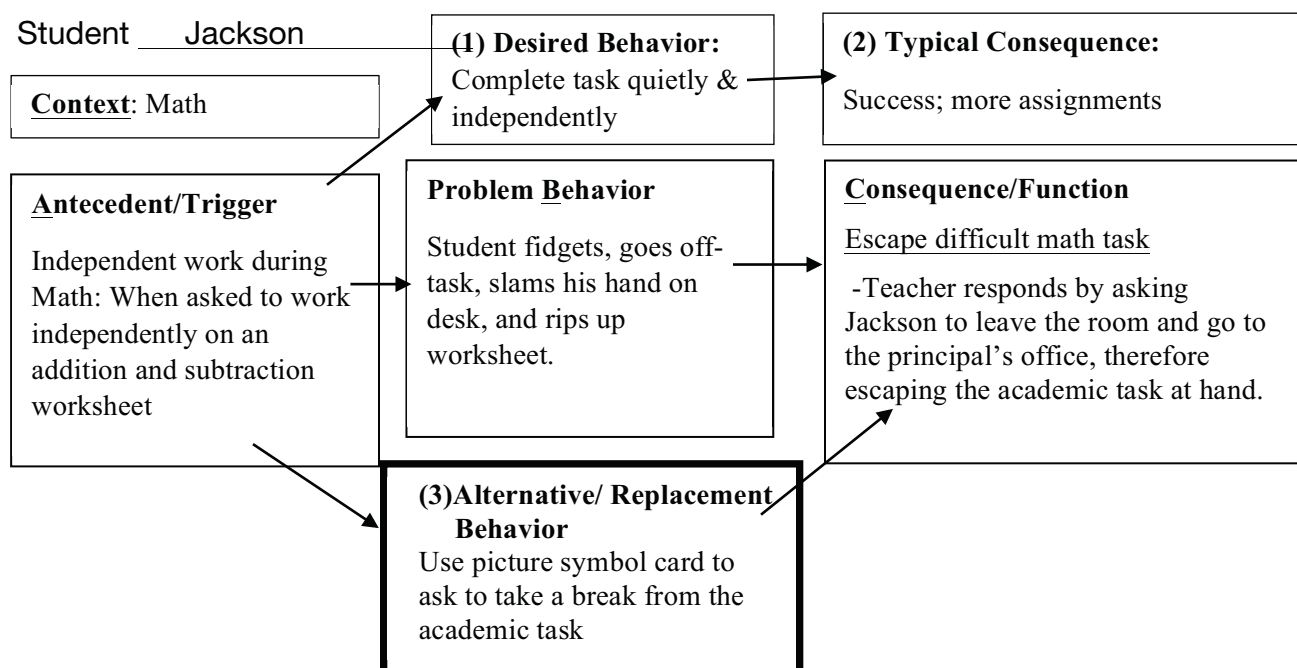 Student Jackson
Context: Math
(1) Desired Behavior:
Complete task quietly &
independently
(2) Typical Consequence:
Success; more assignments
Antecedent/Trigger
Independent work during
Math: When asked to work
independently on an
addition and subtraction
worksheet
Problem Behavior
Student fidgets, goes off-
task, slams his hand on
desk, and rips up
worksheet.
Consequence/Function
Escape difficult math task
-Teacher responds by asking
Jackson to leave the room and go to
the principal’s office, therefore
escaping the academic task at hand.
(3)Alternative/ Replacement
Behavior
Use picture symbol card to
ask to take a break from the
academic task